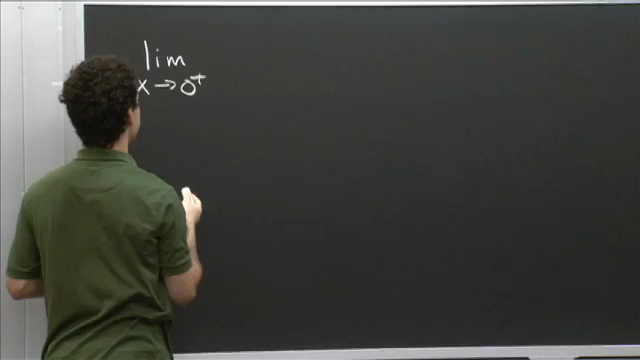 lim
x → 0⁺